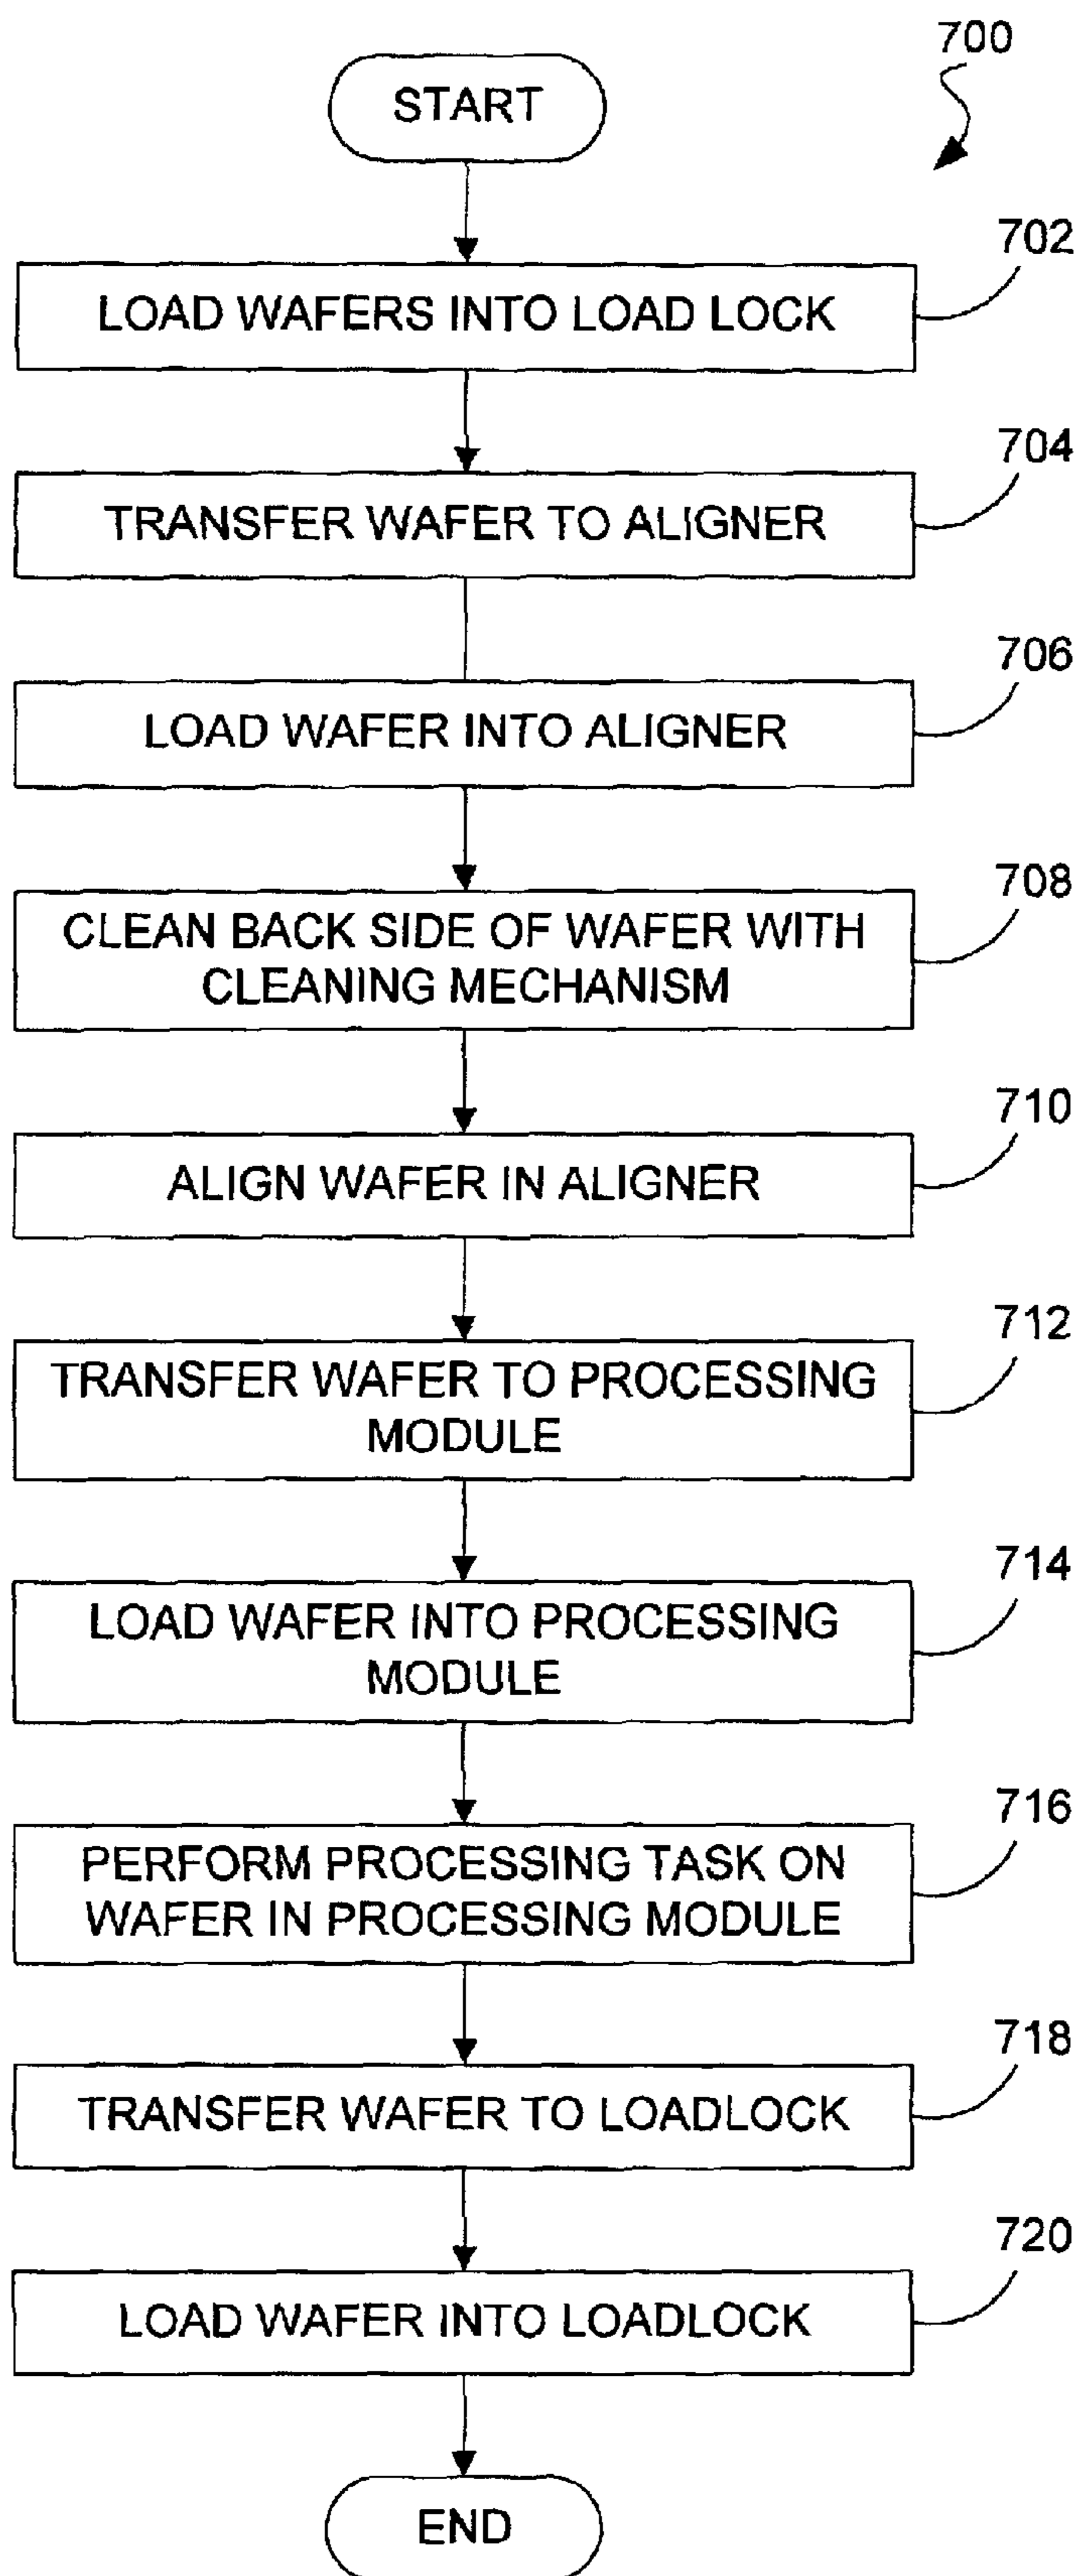 700
START
702
LOAD WAFERS INTO LOAD LOCK
704
TRANSFER WAFER TO ALIGNER
706
LOAD WAFER INTO ALIGNER
708
CLEAN BACK SIDE OF WAFER WITH
CLEANING MECHANISM
710
ALIGN WAFER IN ALIGNER
712
TRANSFER WAFER TO PROCESSING
MODULE
714
LOAD WAFER INTO PROCESSING
MODULE
716
PERFORM PROCESSING TASK ON
WAFER IN PROCESSING MODULE
718
TRANSFER WAFER TO LOADLOCK
720
LOAD WAFER INTO LOADLOCK
END